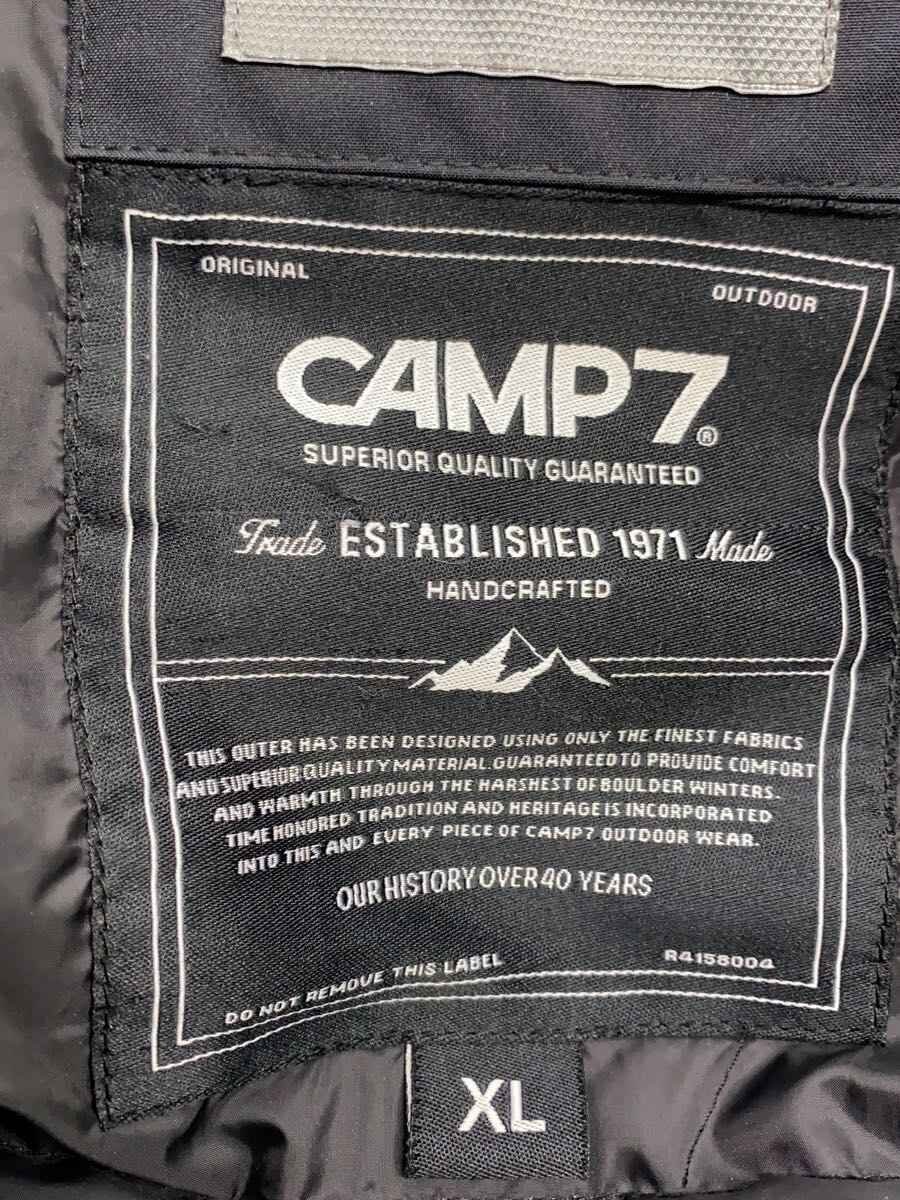 ORIGINAL
OUTDOOR
CAMP7®
SUPERIOR QUALITY GUARANTEED
Trade ESTABLISHED 1971 Made
HANDCRAFTED
THIS OUTER HAS BEEN DESIGNED USING ONLY THE FINEST FABRICS
AND SUPERIOR QUALITY MATERIAL. GUARANTEED TO PROVIDE COMFORT
AND WARMTH THROUGH THE HARSHEST OF BOULDER WINTERS.
TIME HONORED TRADITION AND HERITAGE IS INCORPORATED
INTO THIS AND EVERY PIECE OF CAMP7 OUTDOOR WEAR.
OUR HISTORY OVER 40 YEARS
DO NOT REMOVE THIS LABEL
R4158004
XL